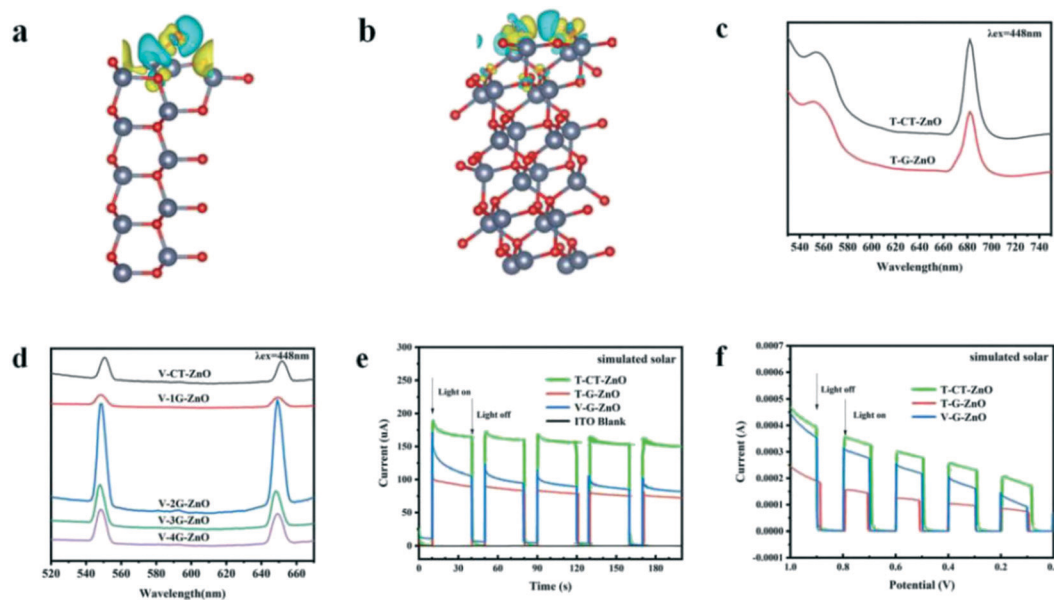 a
b
c
λex=448nm
T-CT-ZnO
T-G-ZnO
540 560 580 600 620 640 660 680 700 720 740
Wavelength(nm)
d
λex=448nm
V-CT-ZnO
V-1G-ZnO
V-2G-ZnO
V-3G-ZnO
V-4G-ZnO
520 540 560 580 600 620 640 660
Wavelength(nm)
e
simulated solar
300
250
200
150
100
50
0
Current (uA)
Light on
Light off
T-CT-ZnO
T-G-ZnO
V-G-ZnO
ITO Blank
0 30 60 90 120 150 180
Time (s)
f
simulated solar
0.0007
0.0006
0.0005
0.0004
0.0003
0.0002
0.0001
0.0000
-0.0001
Current (A)
Light off
Light on
T-CT-ZnO
T-G-ZnO
V-G-ZnO
1.0 0.8 0.6 0.4 0.2
Potential (V)